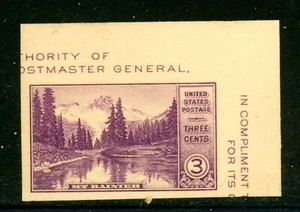 THORITY OF
OSTMASTER GENERAL,
UNITED
STATES
POSTAGE
THREE
CENTS
3
MT. RAINIER
IN COMPLIMENT T
FOR ITS